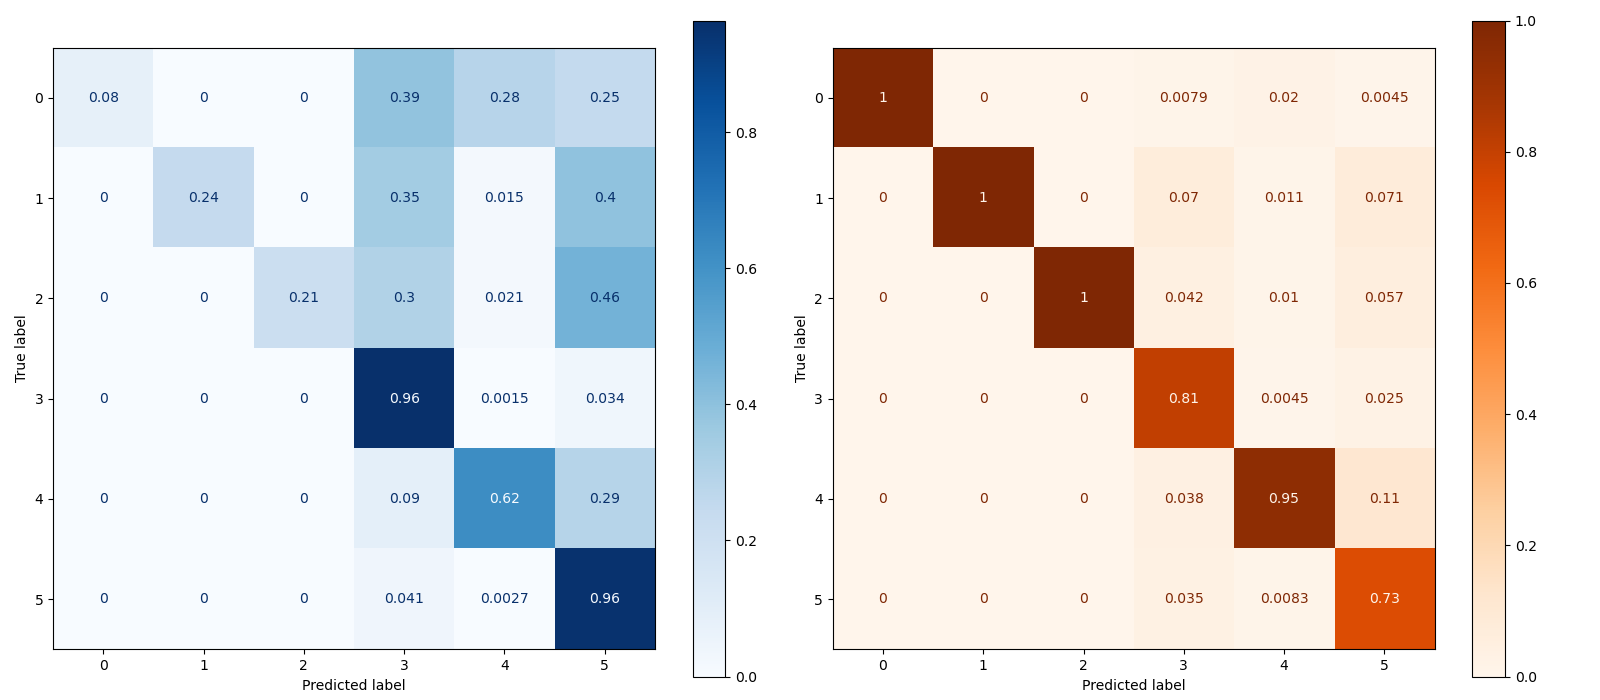 0 0.08 0 0 0.39 0.28 0.25
1 0 0.24 0 0.35 0.015 0.4
2 0 0 0.21 0.3 0.021 0.46
3 0 0 0 0.96 0.0015 0.034
4 0 0 0 0.09 0.62 0.29
5 0 0 0 0.041 0.0027 0.96
0 1 2 3 4 5
Predicted label
True label
0.8
0.6
0.4
0.2
0.0
0 1 0 0 0.0079 0.02 0.0045
1 0 1 0 0.07 0.011 0.071
2 0 0 1 0.042 0.01 0.057
3 0 0 0 0.81 0.0045 0.025
4 0 0 0 0.038 0.95 0.11
5 0 0 0 0.035 0.0083 0.73
0 1 2 3 4 5
Predicted label
True label
1.0
0.8
0.6
0.4
0.2
0.0